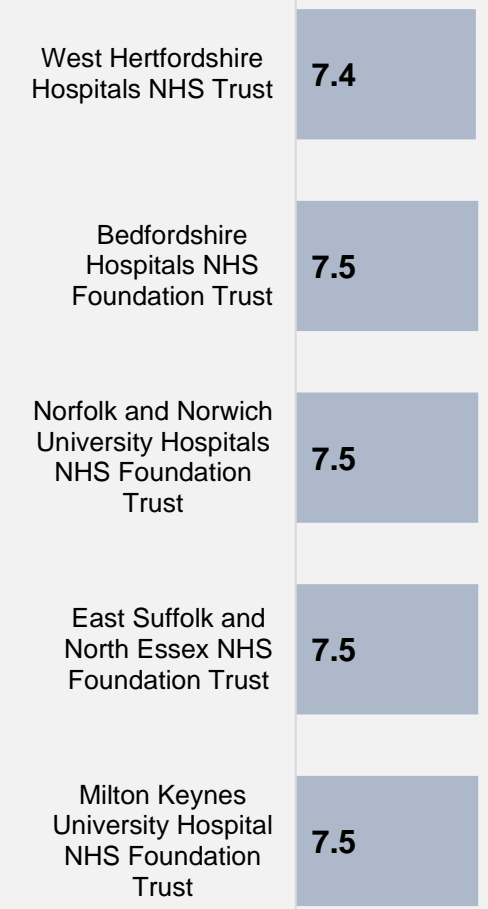 West Hertfordshire
Hospitals NHS Trust
7.4
Bedfordshire
Hospitals NHS
Foundation Trust
7.5
Norfolk and Norwich
University Hospitals
NHS Foundation
Trust
7.5
East Suffolk and
North Essex NHS
Foundation Trust
7.5
Milton Keynes
University Hospital
NHS Foundation
Trust
7.5